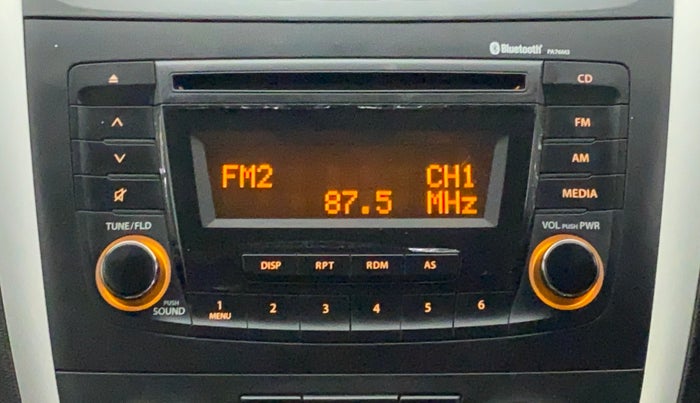 Bluetooth PA70AM3
CD
FM
AM
MEDIA
FM2 CH1
87.5 MHz
TUNE/FLD
VOL PUSH PWR
DISP RPT RDM AS
PUSH SOUND
1 2 3 4 5 6
MENU